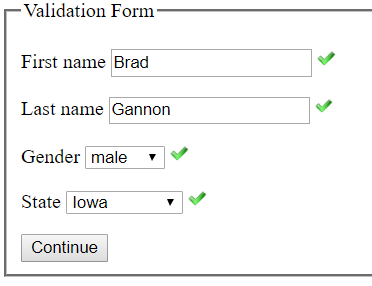 Validation Form
First name Brad
Last name Gannon
Gender male
State Iowa
Continue